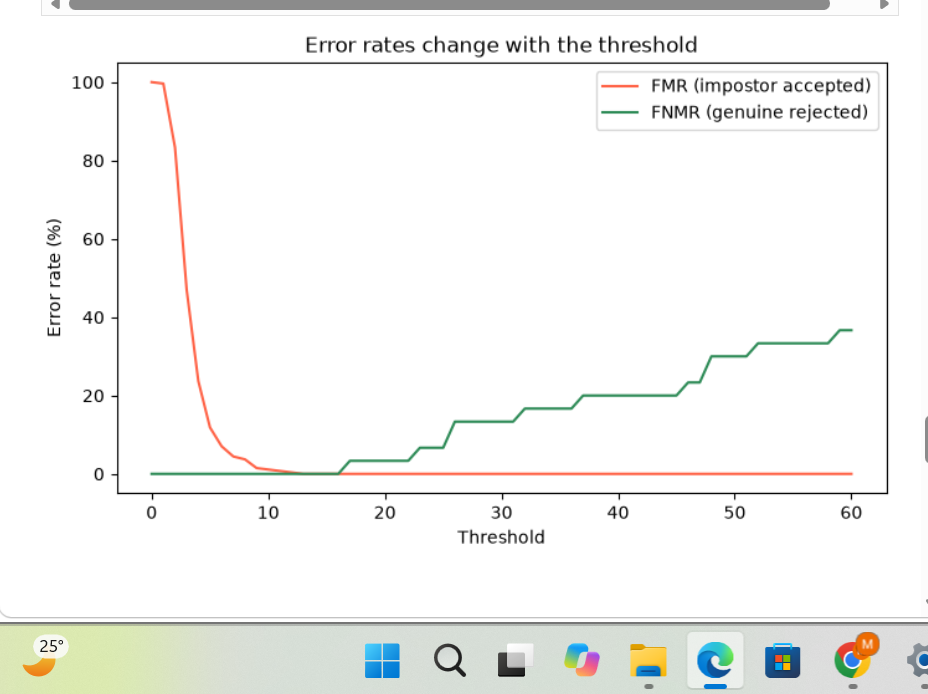 Error rates change with the threshold
FMR (impostor accepted)
FNMR (genuine rejected)
100
80
60
40
20
0
Error rate (%)
0 10 20 30 40 50 60
Threshold
25°
M